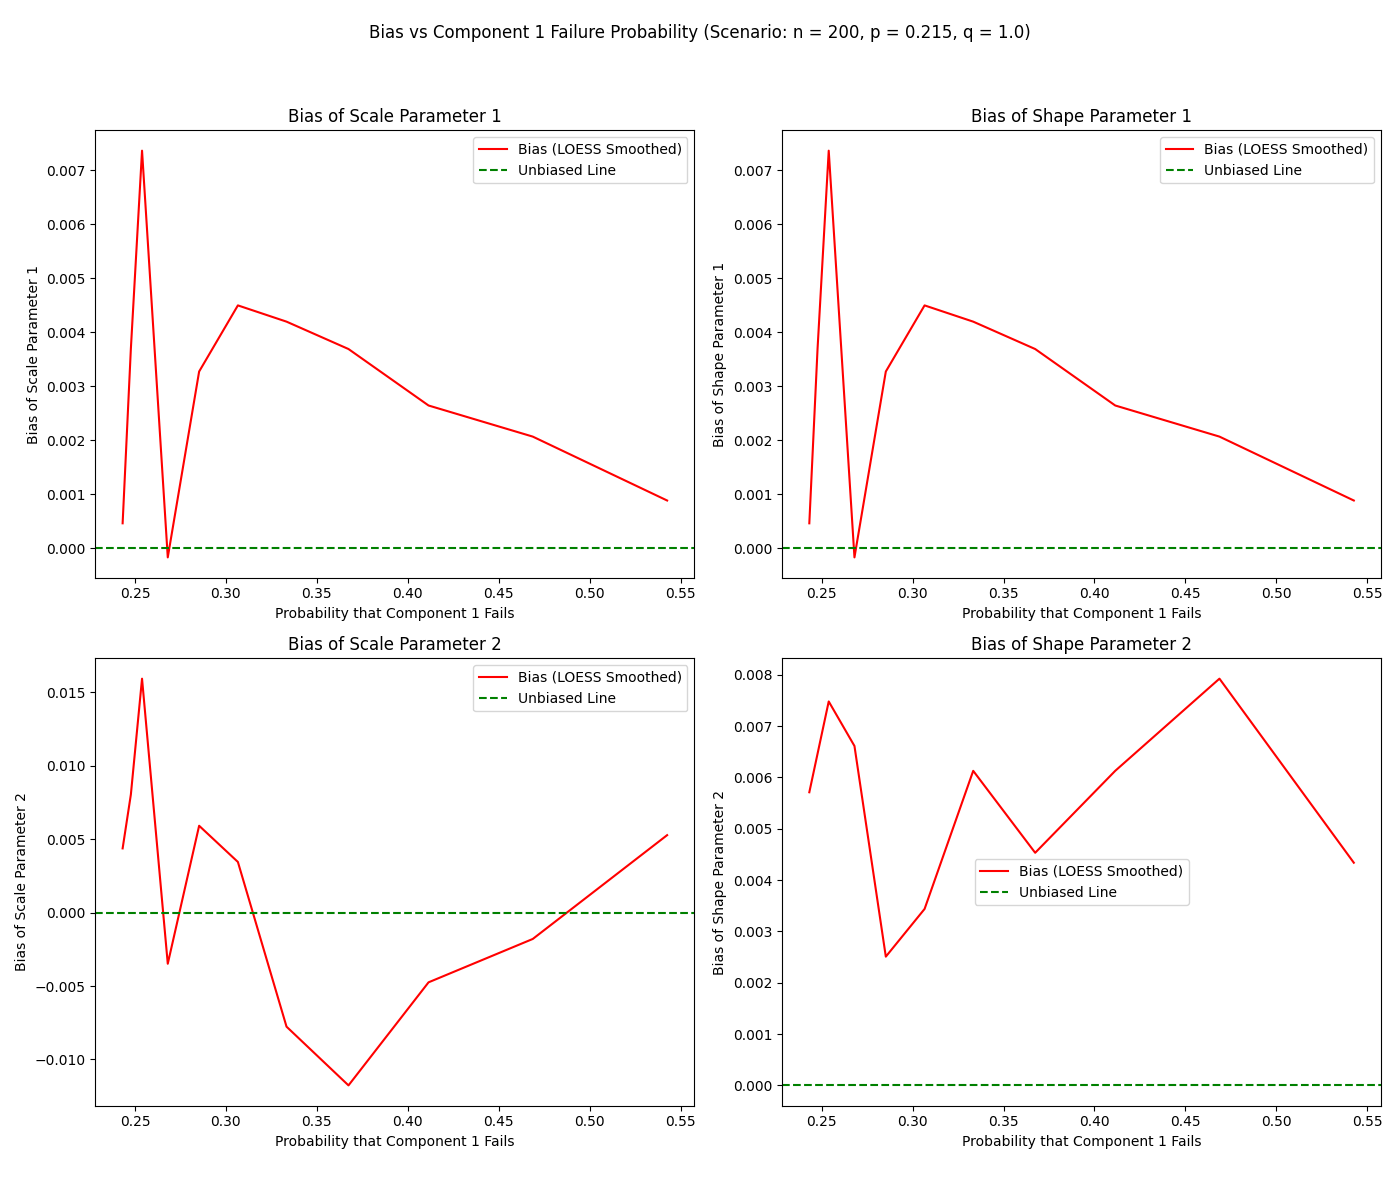 Bias vs Component 1 Failure Probability (Scenario: n = 200, p = 0.215, q = 1.0)
Bias of Scale Parameter 1
Bias (LOESS Smoothed)
Unbiased Line
0.007
0.006
0.005
0.004
0.003
0.002
0.001
0.000
Bias of Scale Parameter 1
0.25 0.30 0.35 0.40 0.45 0.50 0.55
Probability that Component 1 Fails
Bias of Shape Parameter 1
Bias (LOESS Smoothed)
Unbiased Line
0.007
0.006
0.005
0.004
0.003
0.002
0.001
0.000
Bias of Shape Parameter 1
0.25 0.30 0.35 0.40 0.45 0.50 0.55
Probability that Component 1 Fails
Bias of Scale Parameter 2
Bias (LOESS Smoothed)
Unbiased Line
0.015
0.010
0.005
0.000
−0.005
−0.010
Bias of Scale Parameter 2
0.25 0.30 0.35 0.40 0.45 0.50 0.55
Probability that Component 1 Fails
Bias of Shape Parameter 2
0.008
0.007
0.006
0.005
0.004
0.003
0.002
0.001
0.000
Bias of Shape Parameter 2
Bias (LOESS Smoothed)
Unbiased Line
0.25 0.30 0.35 0.40 0.45 0.50 0.55
Probability that Component 1 Fails